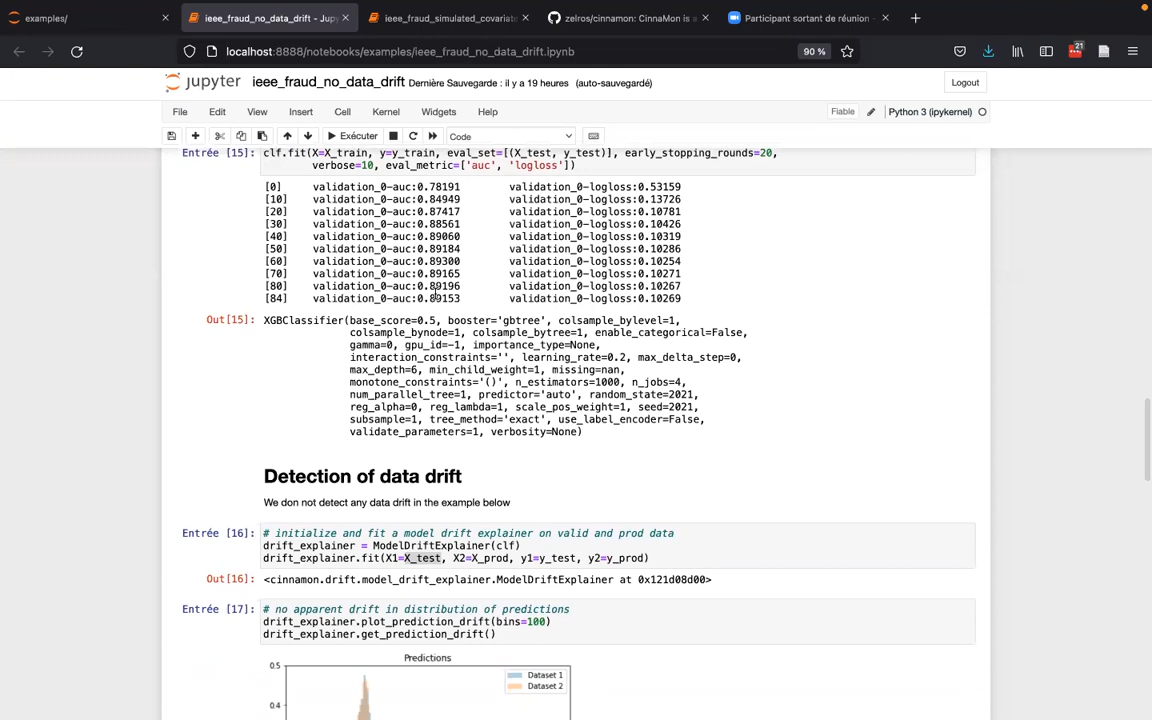 examples/
ieee_fraud_no_data_drift - Jupy
ieee_fraud_simulated_covariate
zelros/cinnamon: CinnaMon is a
Participant sortant de réunion -
localhost:8888/notebooks/examples/ieee_fraud_no_data_drift.ipynb
90 %
21
jupyter ieee_fraud_no_data_drift Dernière Sauvegarde : il y a 19 heures (auto-sauvegardé)
Logout
File Edit View Insert Cell Kernel Widgets Help
Fiable
Python 3 (ipykernel)
Exécuter
Code
Entrée [15]: clf.fit(X=X_train, y=y_train, eval_set=[(X_test, y_test)], early_stopping_rounds=20,
verbose=10, eval_metric=['auc', 'logloss'])
[0] validation_0-auc:0.78191 validation_0-logloss:0.53159
[10] validation_0-auc:0.84949 validation_0-logloss:0.13726
[20] validation_0-auc:0.87417 validation_0-logloss:0.10781
[30] validation_0-auc:0.88561 validation_0-logloss:0.10426
[40] validation_0-auc:0.89060 validation_0-logloss:0.10319
[50] validation_0-auc:0.89184 validation_0-logloss:0.10286
[60] validation_0-auc:0.89300 validation_0-logloss:0.10254
[70] validation_0-auc:0.89165 validation_0-logloss:0.10271
[80] validation_0-auc:0.89196 validation_0-logloss:0.10267
[84] validation_0-auc:0.89153 validation_0-logloss:0.10269
Out[15]: XGBClassifier(base_score=0.5, booster='gbtree', colsample_bylevel=1,
colsample_bynode=1, colsample_bytree=1, enable_categorical=False,
gamma=0, gpu_id=-1, importance_type=None,
interaction_constraints='', learning_rate=0.2, max_delta_step=0,
max_depth=6, min_child_weight=1, missing=nan,
monotone_constraints='()', n_estimators=1000, n_jobs=4,
num_parallel_tree=1, predictor='auto', random_state=2021,
reg_alpha=0, reg_lambda=1, scale_pos_weight=1, seed=2021,
subsample=1, tree_method='exact', use_label_encoder=False,
validate_parameters=1, verbosity=None)
Detection of data drift
We don not detect any data drift in the example below
Entrée [16]: # initialize and fit a model drift explainer on valid and prod data
drift_explainer = ModelDriftExplainer(clf)
drift_explainer.fit(X1=X_test, X2=X_prod, y1=y_test, y2=y_prod)
Out[16]: <cinnamon.drift.model_drift_explainer.ModelDriftExplainer at 0x121d08d00>
Entrée [17]: # no apparent drift in distribution of predictions
drift_explainer.plot_prediction_drift(bins=100)
drift_explainer.get_prediction_drift()
Predictions
0.5
Dataset 1
Dataset 2
0.4